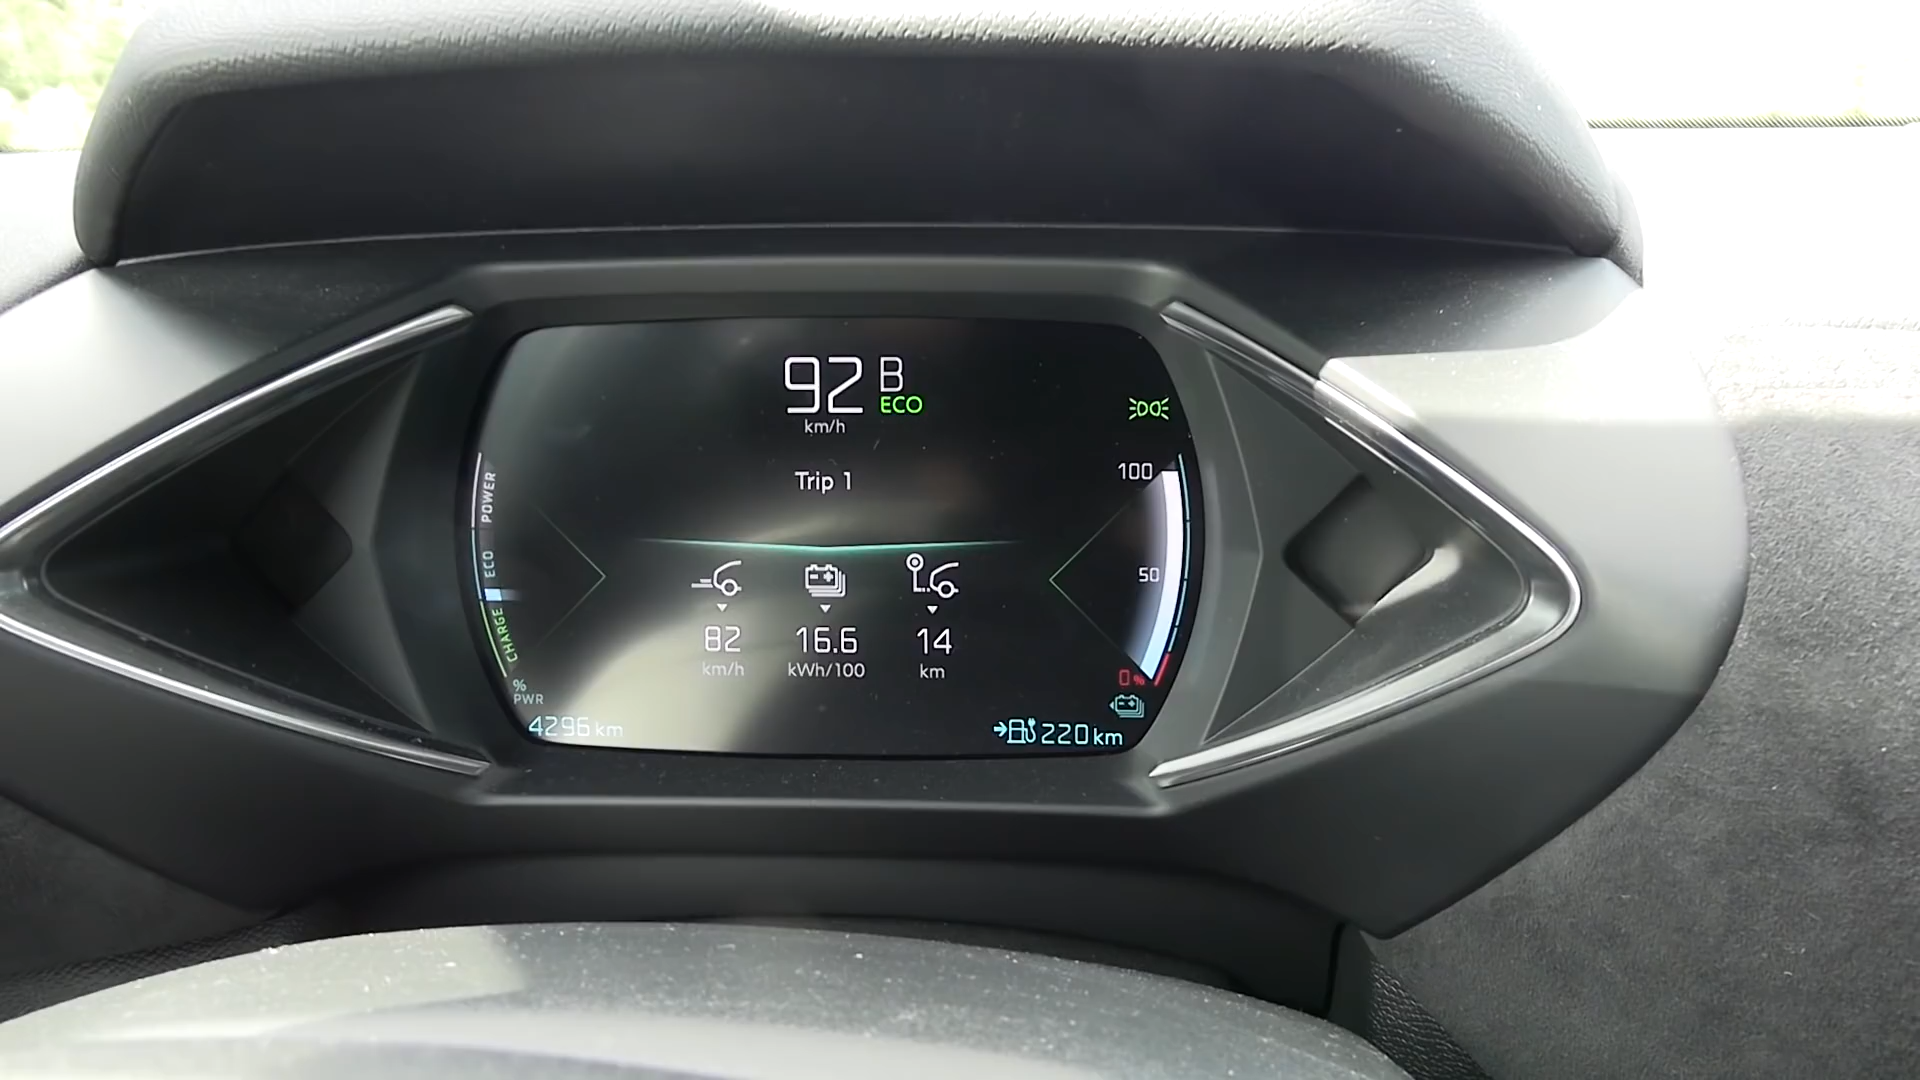 92 B
ECO
km/h
Trip 1
100
50
0 %
POWER
ECO
CHARGE
% PWR
82
km/h
16.6
kWh/100
14
km
4296 km
220 km